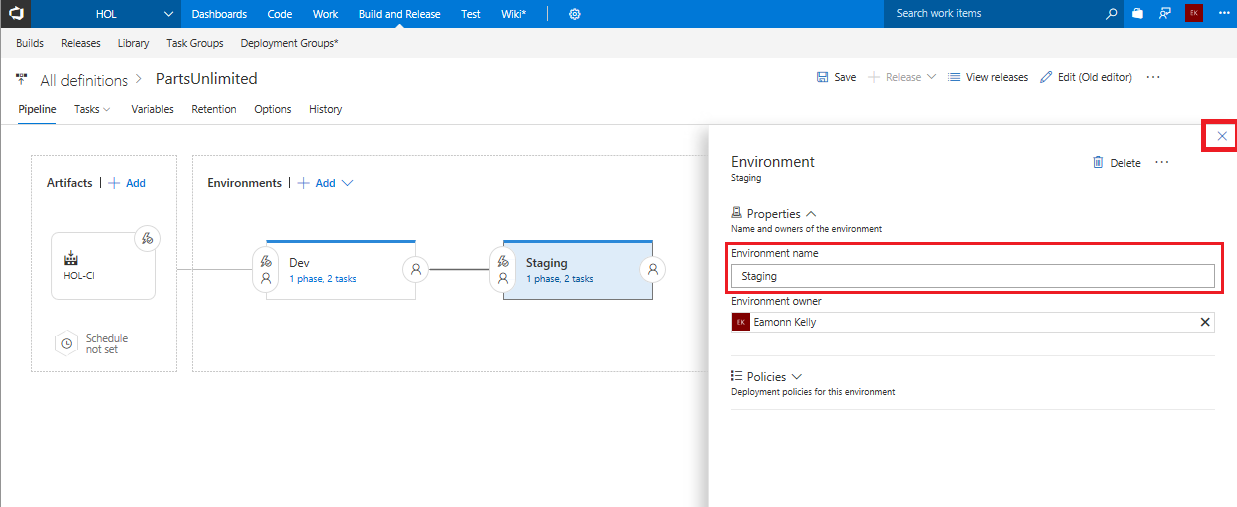 HOL Dashboards Code Work Build and Release Test Wiki* Search work items EK
Builds Releases Library Task Groups Deployment Groups*
All definitions > PartsUnlimited Save Release View releases Edit (Old editor) ...
Pipeline Tasks Variables Retention Options History
Artifacts | + Add
HOL-CI
Schedule
not set
Environments | + Add
Dev
1 phase, 2 tasks
Staging
1 phase, 2 tasks
Environment Delete ...
Staging
Properties
Name and owners of the environment
Environment name
Staging
Environment owner
EK Eamonn Kelly
Policies
Deployment policies for this environment